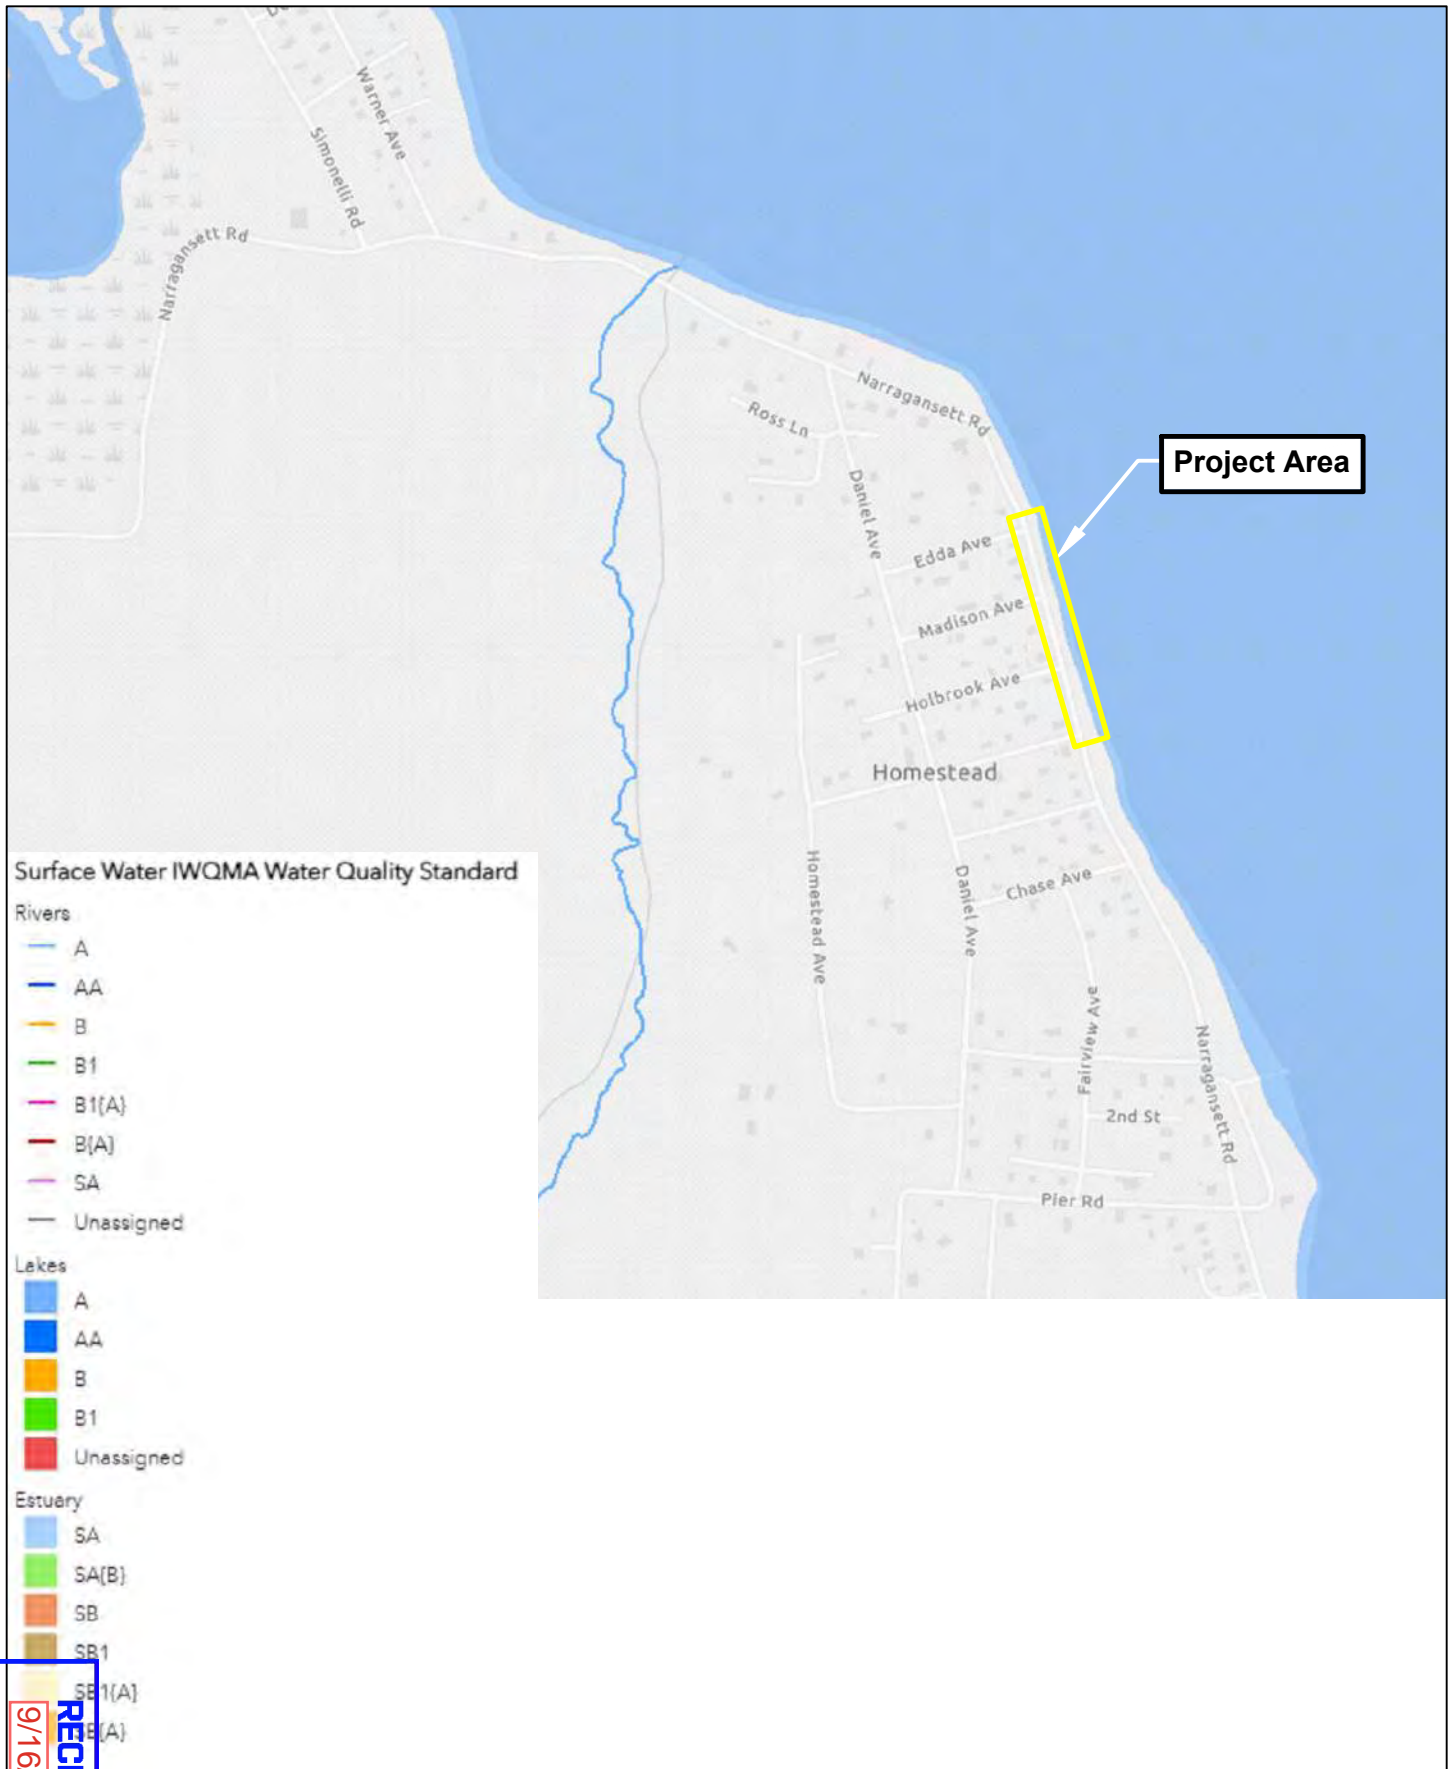 Warner Ave
Simonelli Rd
Narragansett Rd
Narragansett Rd
Ross Ln
Project Area
Daniel Ave
Edda Ave
Madison Ave
Holbrook Ave
Homestead
Homestead Ave
Daniel Ave
Chase Ave
Fairview Ave
Narragansett Rd
2nd St
Pier Rd
Surface Water IWQMA Water Quality Standard
Rivers
A
AA
B
B1
B1{A}
B{A}
SA
Unassigned
Lakes
A
AA
B
B1
Unassigned
Estuary
SA
SA{B}
SB
SB1
SB1{A}
SB{A}
9/16